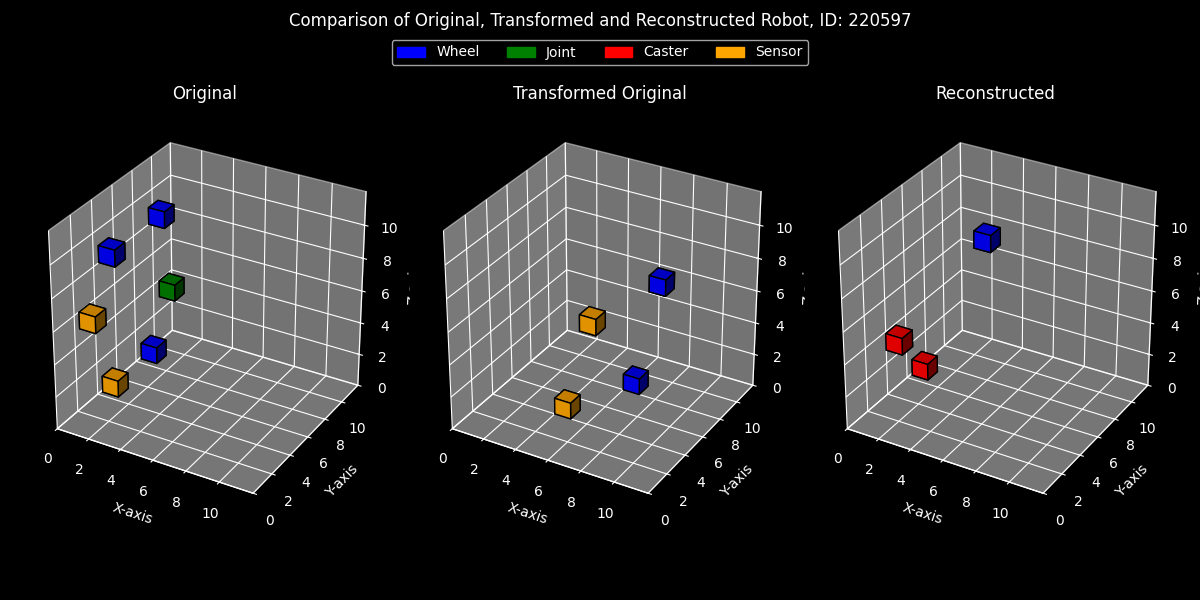 Comparison of Original, Transformed and Reconstructed Robot, ID: 220597
Wheel Joint Caster Sensor
Original Transformed Original Reconstructed
10 10 10
8 8 8
6 6 6
4 4 4
2 2 2
0 0 0
0 2 4 6 8 10
X-axis
0 2 4 6 8 10
Y-axis
0 2 4 6 8 10
X-axis
0 2 4 6 8 10
Y-axis
0 2 4 6 8 10
X-axis
0 2 4 6 8 10
Y-axis